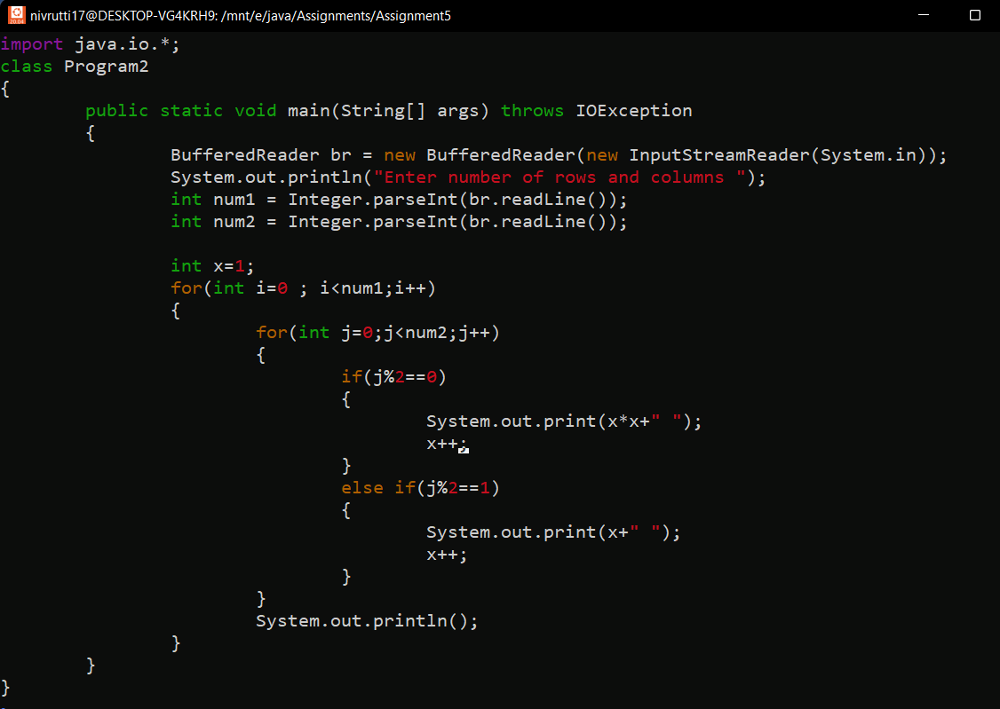 nivrutti17@DESKTOP-VG4KRH9: /mnt/e/java/Assignments/Assignment5
import java.io.*;
class Program2
{
        public static void main(String[] args) throws IOException
        {
                BufferedReader br = new BufferedReader(new InputStreamReader(System.in));
                System.out.println("Enter number of rows and columns ");
                int num1 = Integer.parseInt(br.readLine());
                int num2 = Integer.parseInt(br.readLine());

                int x=1;
                for(int i=0 ; i<num1;i++)
                {
                        for(int j=0;j<num2;j++)
                        {
                                if(j%2==0)
                                {
                                        System.out.print(x*x+" ");
                                        x++;
                                }
                                else if(j%2==1)
                                {
                                        System.out.print(x+" ");
                                        x++;
                                }
                        }
                        System.out.println();
                }
        }
}